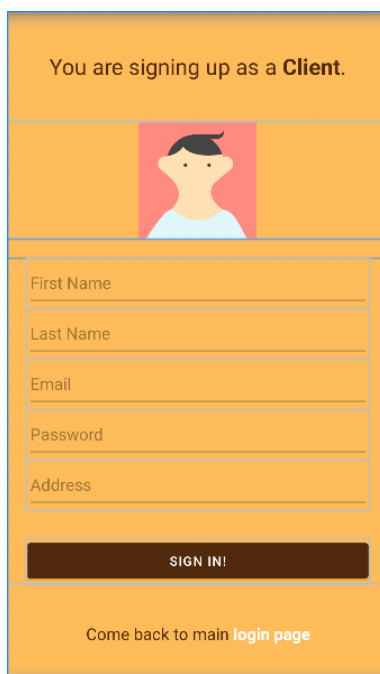 You are signing up as a Client.
First Name
Last Name
Email
Password
Address
SIGN IN!
Come back to main login page